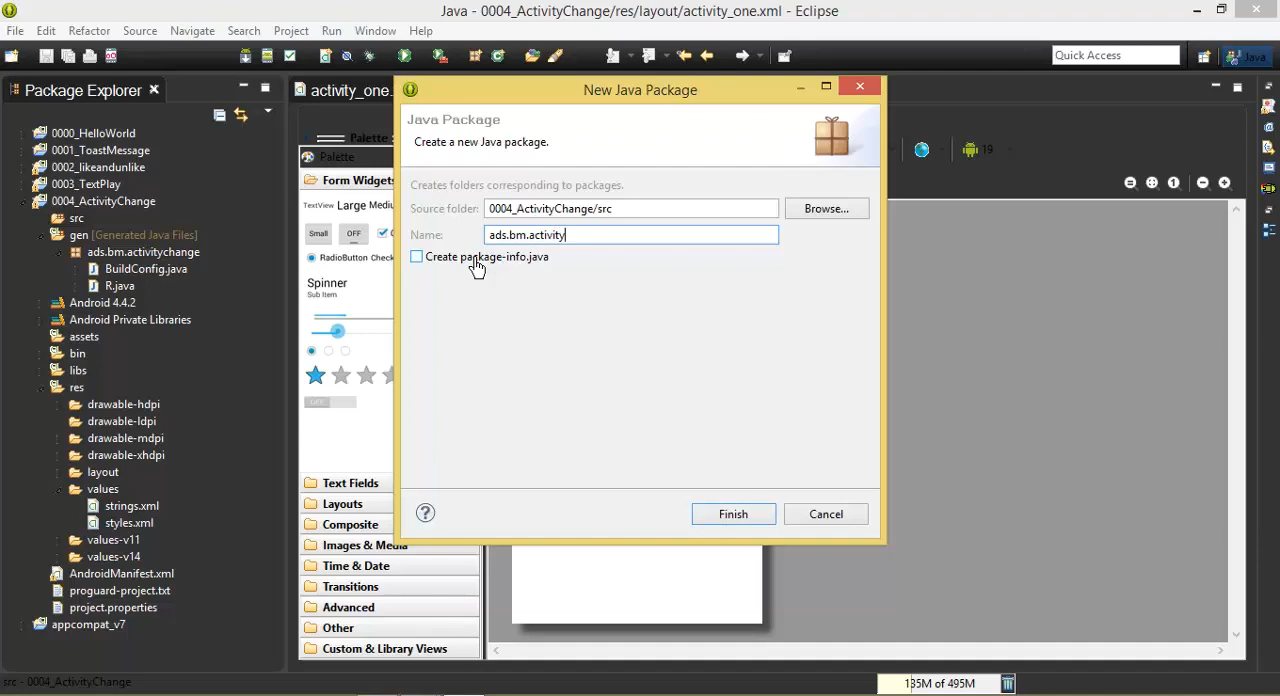 Java - 0004_ActivityChange/res/layout/activity_one.xml - Eclipse
File Edit Refactor Source Navigate Search Project Run Window Help
Quick Access
Java
Package Explorer
0000_HelloWorld
0001_ToastMessage
0002_likeandunlike
0003_TextPlay
0004_ActivityChange
src
gen [Generated Java Files]
ads.bm.activitychange
BuildConfig.java
R.java
Android 4.4.2
Android Private Libraries
assets
bin
libs
res
drawable-hdpi
drawable-ldpi
drawable-mdpi
drawable-xhdpi
layout
values
strings.xml
styles.xml
values-v11
values-v14
AndroidManifest.xml
proguard-project.txt
project.properties
appcompat_v7
activity_one.
Palette
Palette
Form Widgets
TextView Large Medi
Small OFF
RadioButton Check
Spinner
Sub Item
OFF
Text Fields
Layouts
Composite
Images & Media
Time & Date
Transitions
Advanced
Other
Custom & Library Views
New Java Package
Java Package
Create a new Java package.
Creates folders corresponding to packages.
Source folder: 0004_ActivityChange/src Browse...
Name: ads.bm.activity
Create package-info.java
Finish Cancel
19
src - 0004_ActivityChange
135M of 495M